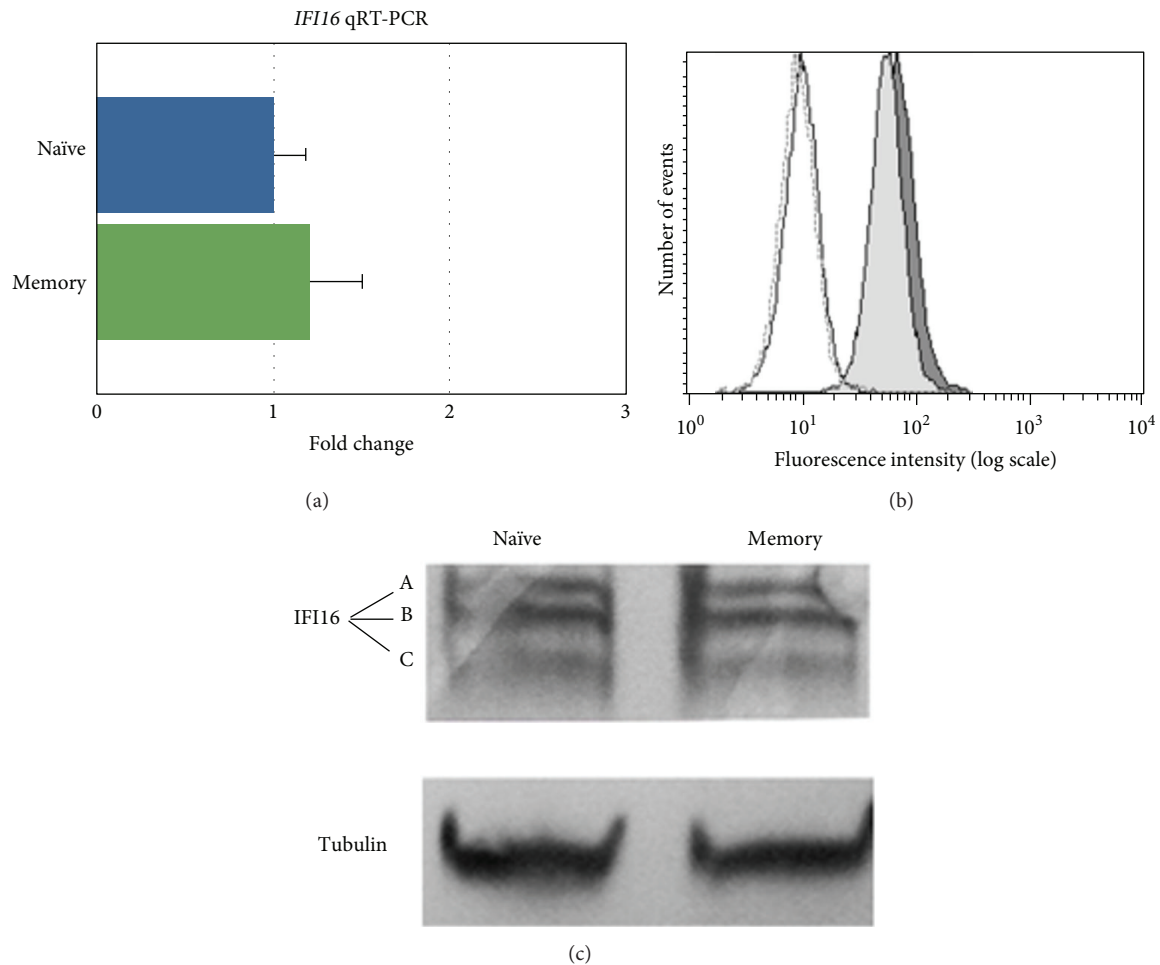 IFI16 qRT-PCR
Naïve
Memory
0 1 2 3
Fold change
(a)
Number of events
10⁰ 10¹ 10² 10³ 10⁴
Fluorescence intensity (log scale)
(b)
Naïve Memory
IFI16
A
B
C
Tubulin
(c)